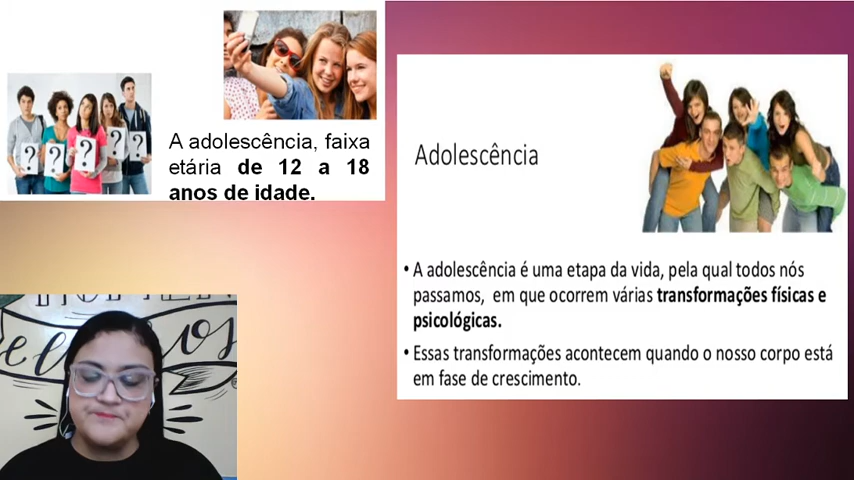 A adolescência, faixa
etária de 12 a 18
anos de idade.
? ? ? ? ?
Adolescência
• A adolescência é uma etapa da vida, pela qual todos nós
passamos, em que ocorrem várias transformações físicas e
psicológicas.
• Essas transformações acontecem quando o nosso corpo está
em fase de crescimento.